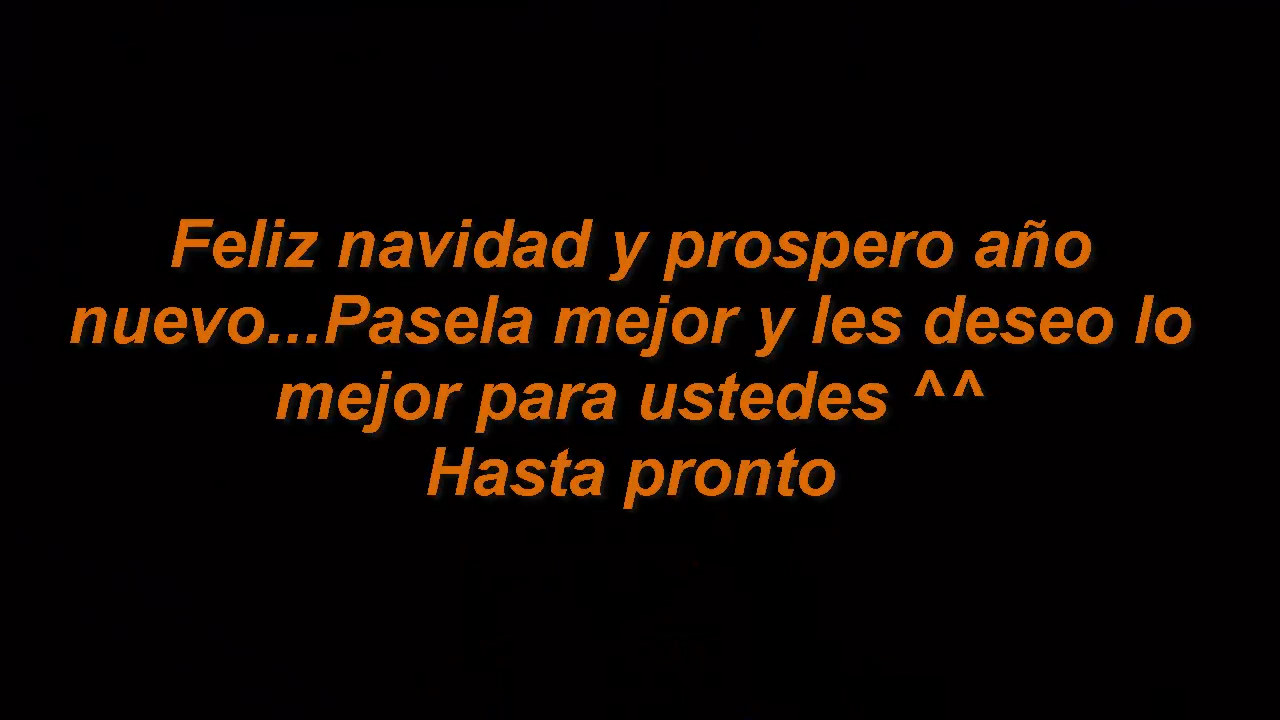 Feliz navidad y prospero año
nuevo...Pasela mejor y les deseo lo
mejor para ustedes ^^
Hasta pronto